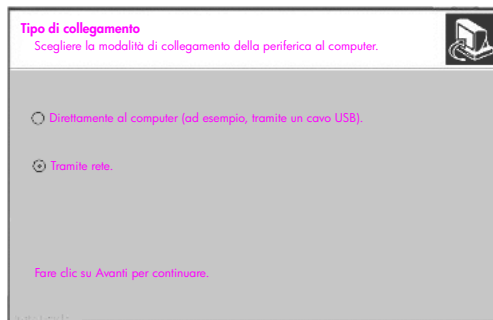 Tipo di collegamento
Scegliere la modalità di collegamento della periferica al computer.
Direttamente al computer (ad esempio, tramite un cavo USB).
Tramite rete.
Fare clic su Avanti per continuare.